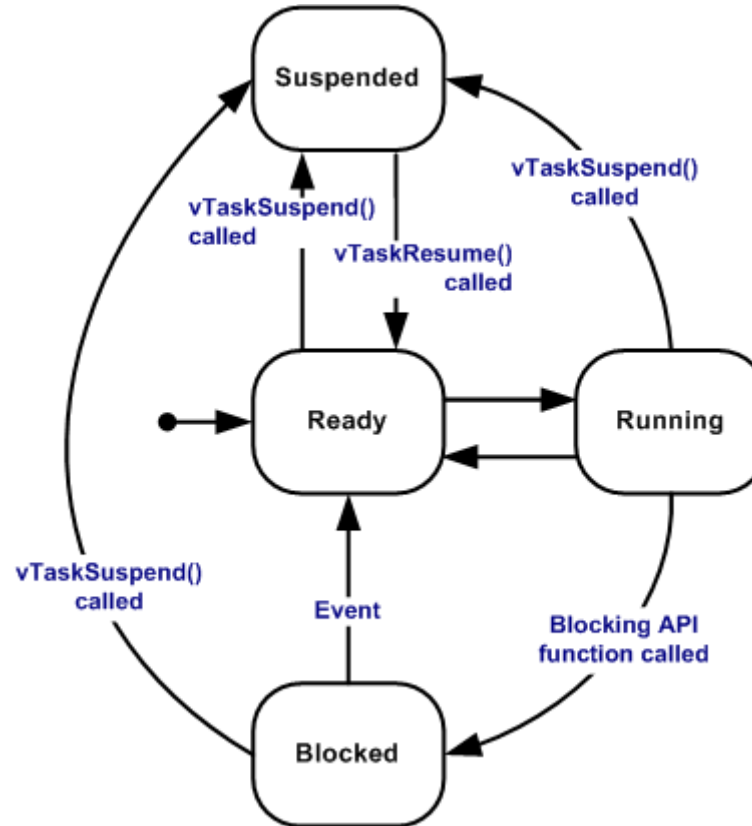 Suspended
vTaskSuspend()
called
vTaskSuspend()
called
vTaskResume()
called
Ready
Running
vTaskSuspend()
called
Event
Blocking API
function called
Blocked